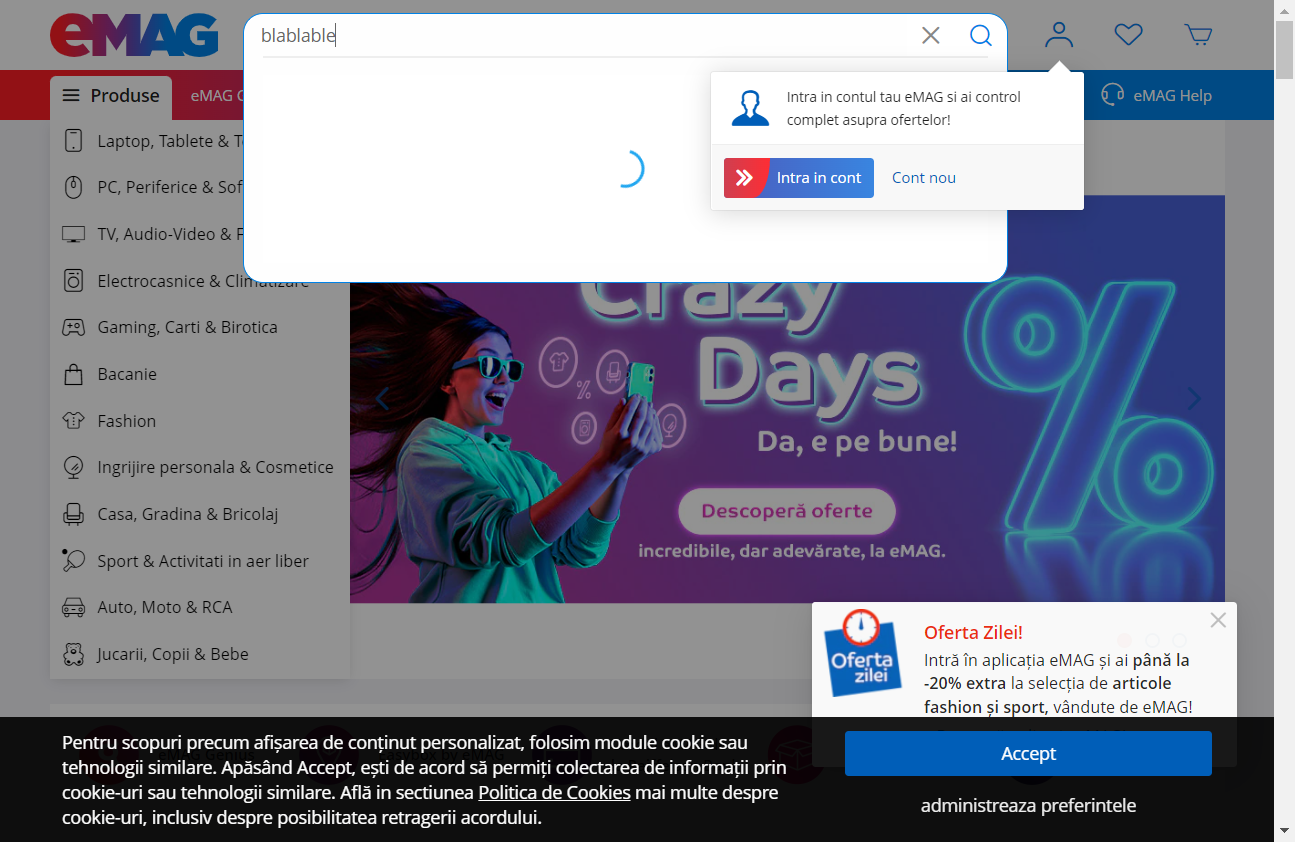 eMAG
blablable
Produse
eMAG
eMAG Help
Intra in contul tau eMAG si ai control
complet asupra ofertelor!
Intra in cont
Cont nou
Laptop, Tablete &
PC, Periferice &
TV, Audio-Video &
Electrocasnice & Climatizare
Gaming, Carti & Birotica
Bacanie
Fashion
Ingrijire personala & Cosmetice
Casa, Gradina & Bricolaj
Sport & Activitati in aer liber
Auto, Moto & RCA
Jucarii, Copii & Bebe
Crazy
Days
%
%
Da, e pe bune!
Descoperă oferte
incredibile, dar adevărate, la eMAG.
Oferta
zilei
Oferta Zilei!
Intră în aplicația eMAG și ai până la
-20% extra la selecția de articole
fashion și sport, vândute de eMAG!
Pentru scopuri precum afișarea de conținut personalizat, folosim module cookie sau
tehnologii similare. Apăsând Accept, ești de acord să permiți colectarea de informații prin
cookie-uri sau tehnologii similare. Află in sectiunea Politica de Cookies mai multe despre
cookie-uri, inclusiv despre posibilitatea retragerii acordului.
Accept
administreaza preferintele